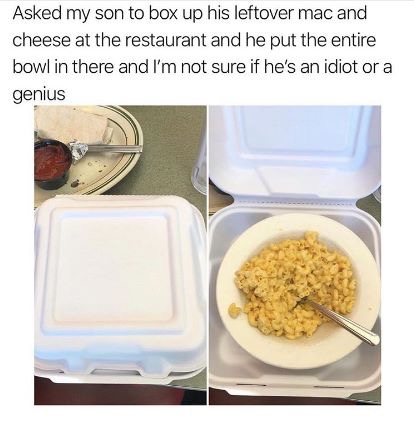 Asked my son to box up his leftover mac and
cheese at the restaurant and he put the entire
bowl in there and I'm not sure if he's an idiot or a
genius